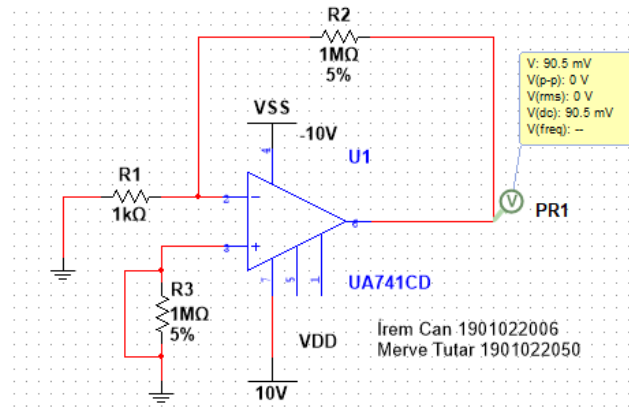 R2
1MΩ
5%
V: 90.5 mV
V(p-p): 0 V
V(rms): 0 V
V(dc): 90.5 mV
V(freq): --
VSS
-10V
4
U1
R1
1kΩ
2
V
PR1
6
3
7
5
1
UA741CD
R3
1MΩ
5%
VDD
10V
İrem Can 1901022006
Merve Tutar 1901022050